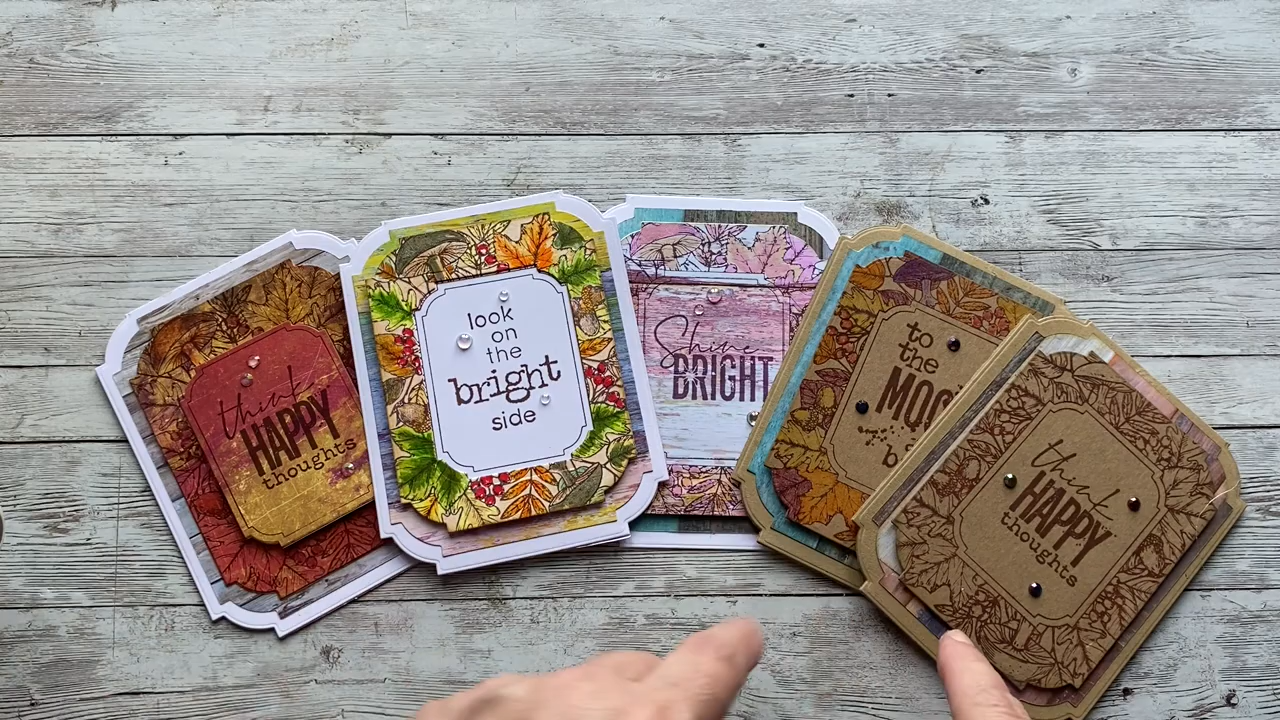 think
HAPPY
thoughts
look
on
the
bright
side
Shine
BRIGHT
to
the
think
HAPPY
thoughts